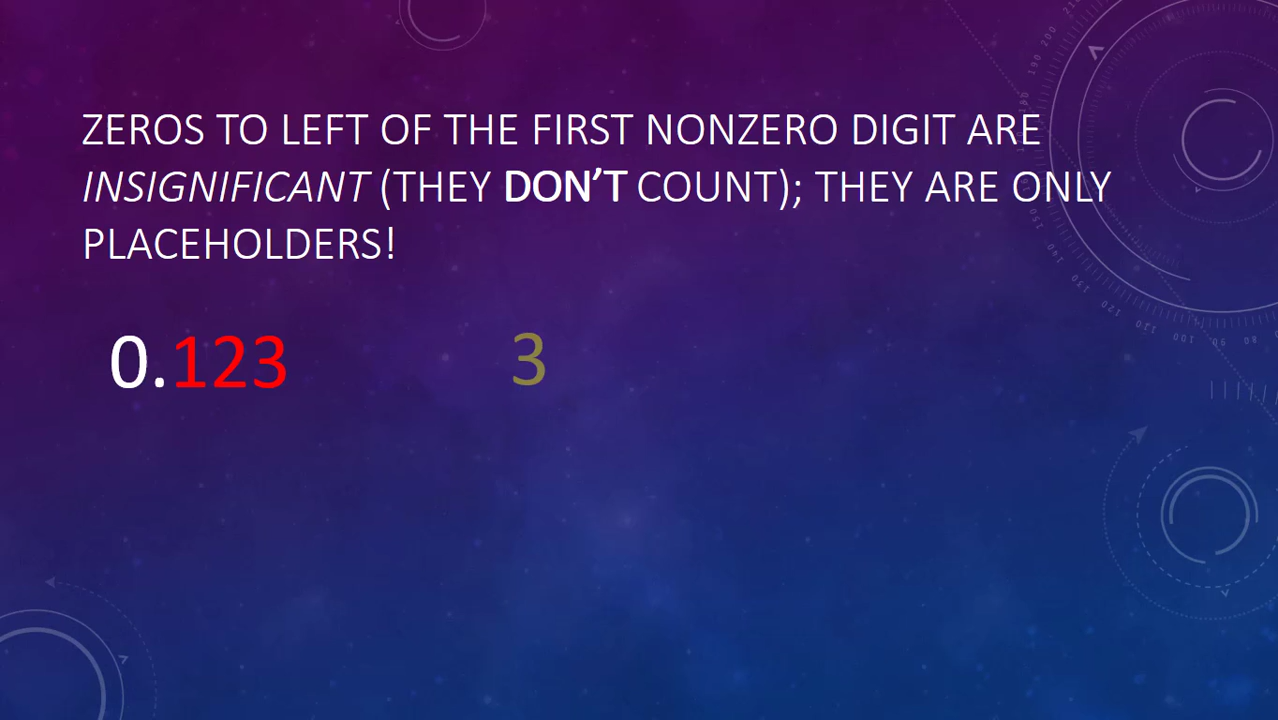 ZEROS TO LEFT OF THE FIRST NONZERO DIGIT ARE
INSIGNIFICANT (THEY DON’T COUNT); THEY ARE ONLY
PLACEHOLDERS!
0.123 3